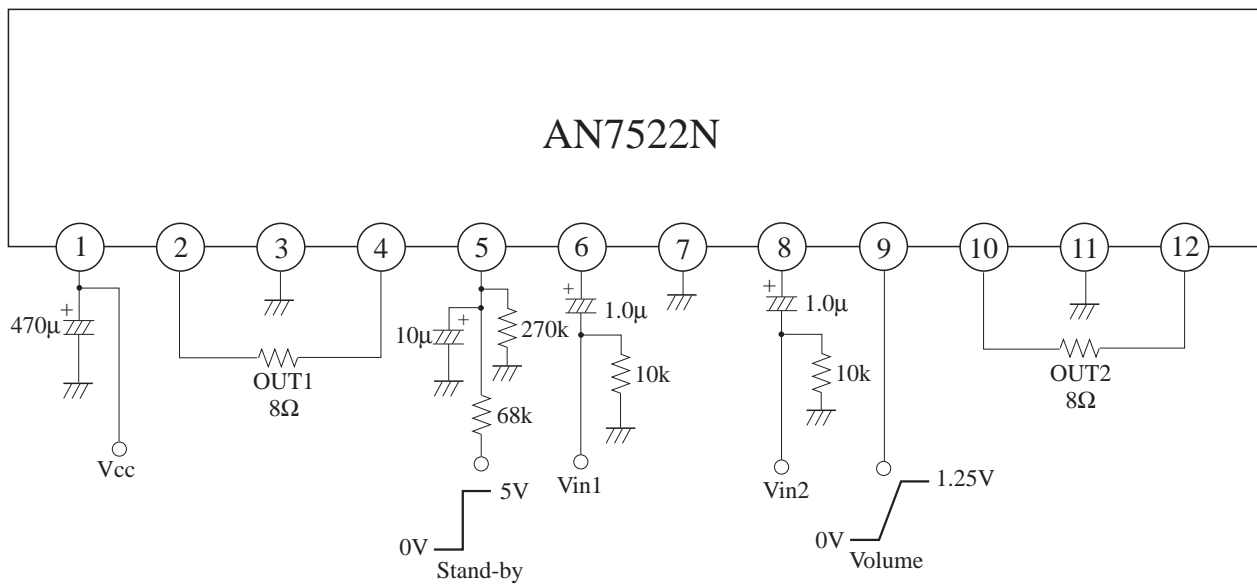 AN7522N
1 2 3 4 5 6 7 8 9 10 11 12
+
470μ
Vcc
OUT1
8Ω
10μ
+
270k
68k
5V
0V
Stand-by
+
1.0μ
10k
Vin1
+
1.0μ
10k
Vin2
1.25V
0V
Volume
OUT2
8Ω